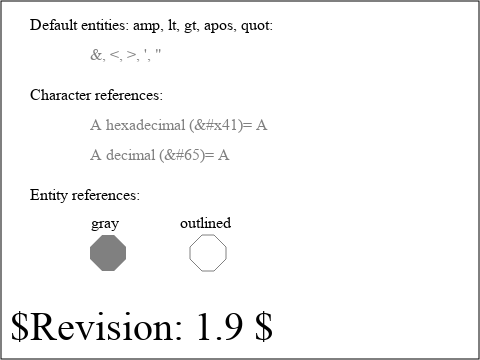 Default entities: amp, lt, gt, apos, quot:
&, <, >, ', "
Character references:
A hexadecimal (&#x41)= A
A decimal (&#65)= A
Entity references:
gray outlined
$Revision: 1.9 $